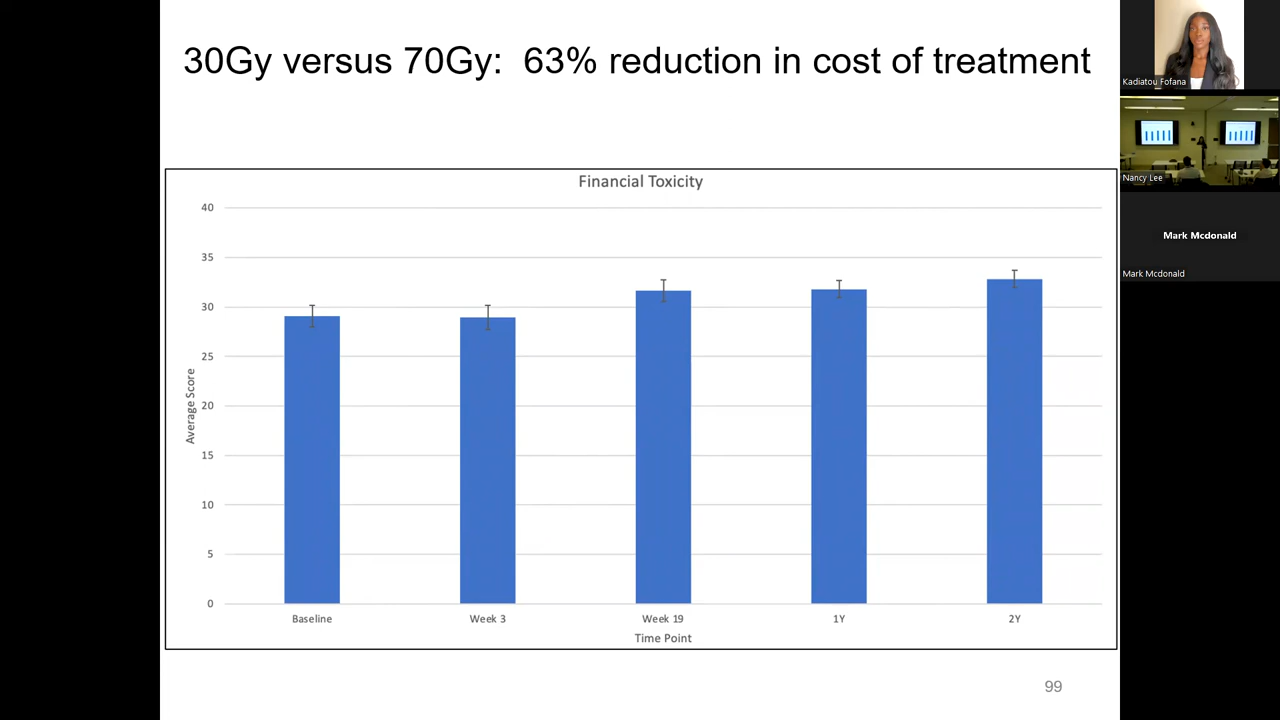 30Gy versus 70Gy: 63% reduction in cost of treatment
Financial Toxicity
40
35
30
25
20
15
10
5
0
Average Score
Baseline
Week 3
Week 19
1Y
2Y
Time Point
99
Kadiatou Fofana
Nancy Lee
Mark Mcdonald
Mark Mcdonald